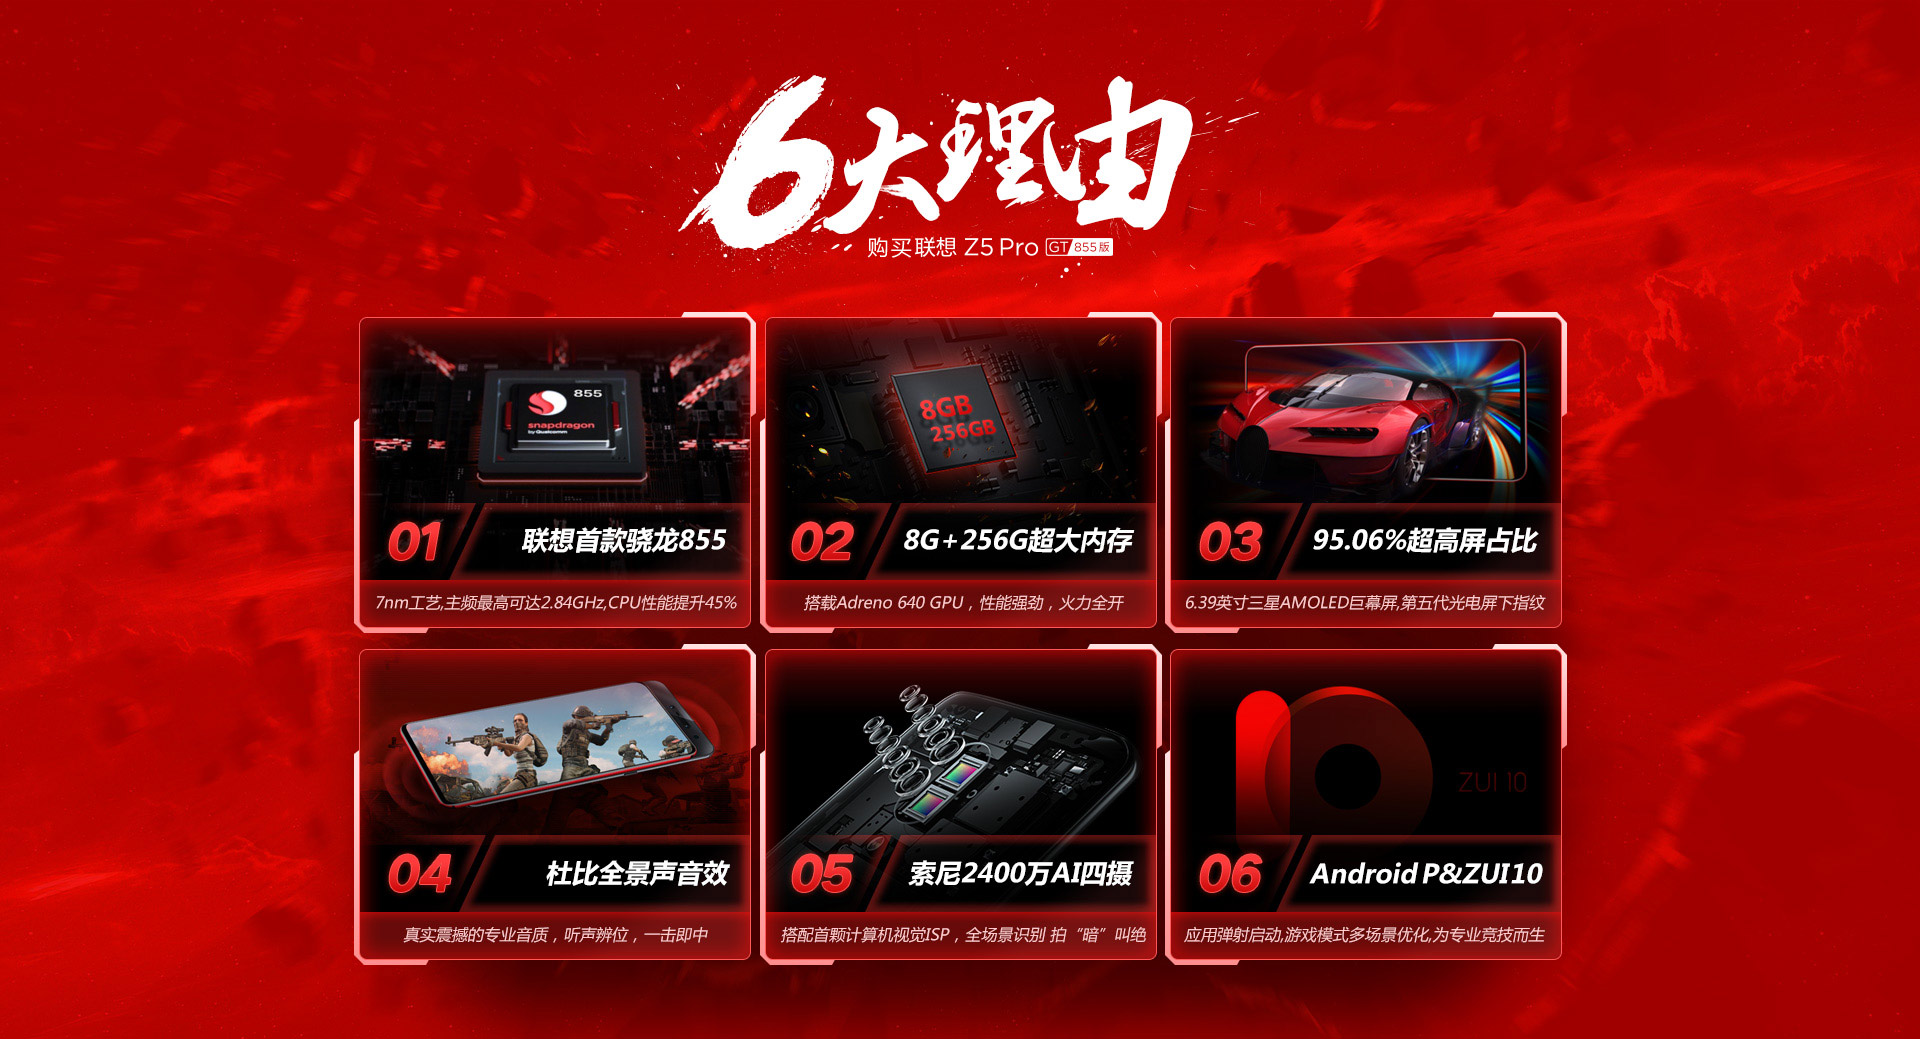 6大理由
购买联想 Z5 Pro GT 855版
855
snapdragon
by Qualcomm
01 联想首款骁龙855
7nm工艺,主频最高可达2.84GHz,CPU性能提升45%
8GB
256GB
02 8G+256G超大内存
搭载Adreno 640 GPU，性能强劲，火力全开
03 95.06%超高屏占比
6.39英寸三星AMOLED巨幕屏,第五代光电屏下指纹
04 杜比全景声音效
真实震撼的专业音质，听声辨位，一击即中
05 索尼2400万AI四摄
搭配首颗计算机视觉ISP，全场景识别 拍“暗”叫绝
ZUI 10
06 Android P&ZUI10
应用弹射启动,游戏模式多场景优化,为专业竞技而生